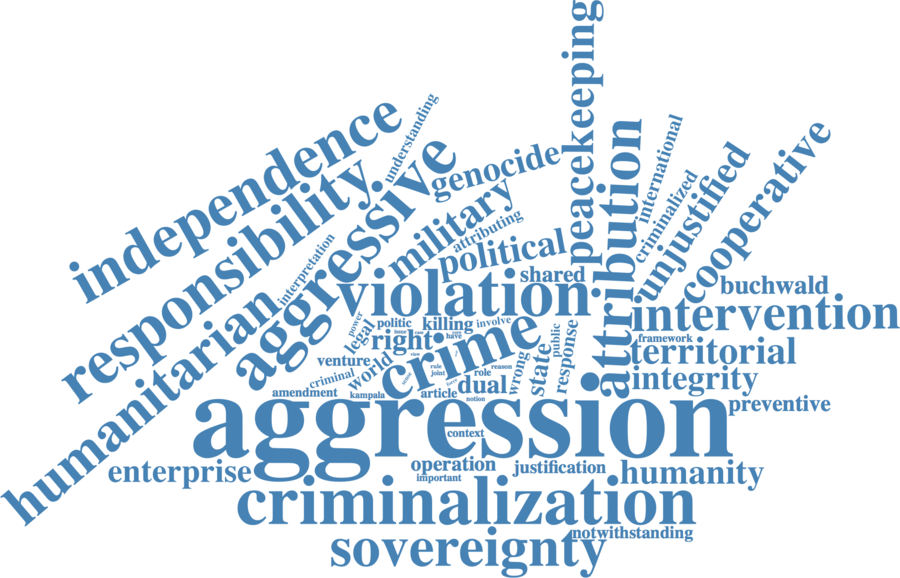 peacekeeping
independence
understanding
responsibility
aggressive
genocide
attribution
international
criminalized
unjustified
cooperative
military
attributing
political
interpretation
humanitarian
shared
violation
buchwald
intervention
power
legal
politic
killing
involve
right
have
crime
public
response
state
wrong
framework
territorial
venture
world
view
rule
joint
reason
role
criminal
amendment
kampala
article
dual
notion
integrity
preventive
aggression
context
enterprise
operation
important
justification
humanity
criminalization
sovereignty
notwithstanding